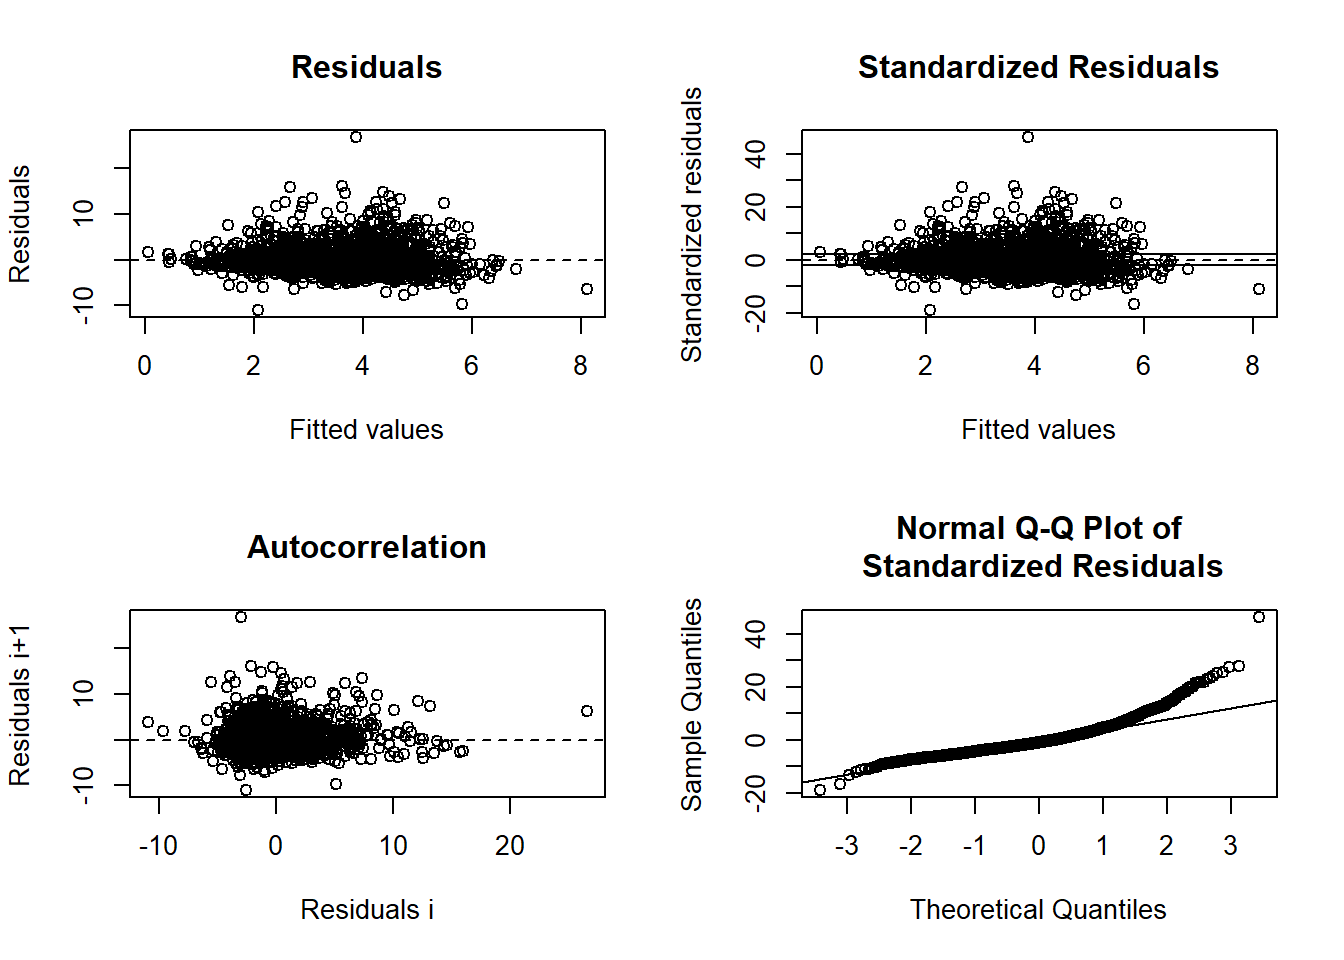 Residuals
Residuals
10
-10
0 2 4 6 8
Fitted values
Standardized Residuals
Standardized residuals
40
20
0
-20
0 2 4 6 8
Fitted values
Autocorrelation
Residuals i+1
10
-10
-10 0 10 20
Residuals i
Normal Q-Q Plot of
Standardized Residuals
Sample Quantiles
40
20
0
-20
-3 -2 -1 0 1 2 3
Theoretical Quantiles